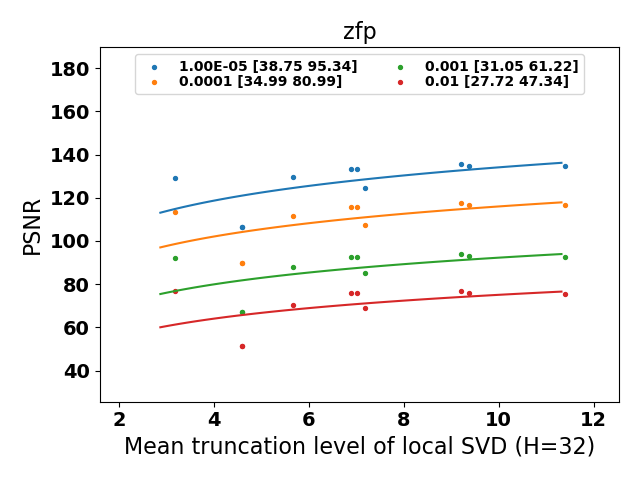 zfp
1.00E-05 [38.75 95.34]
0.0001 [34.99 80.99]
0.001 [31.05 61.22]
0.01 [27.72 47.34]
PSNR
180
160
140
120
100
80
60
40
2 4 6 8 10 12
Mean truncation level of local SVD (H=32)